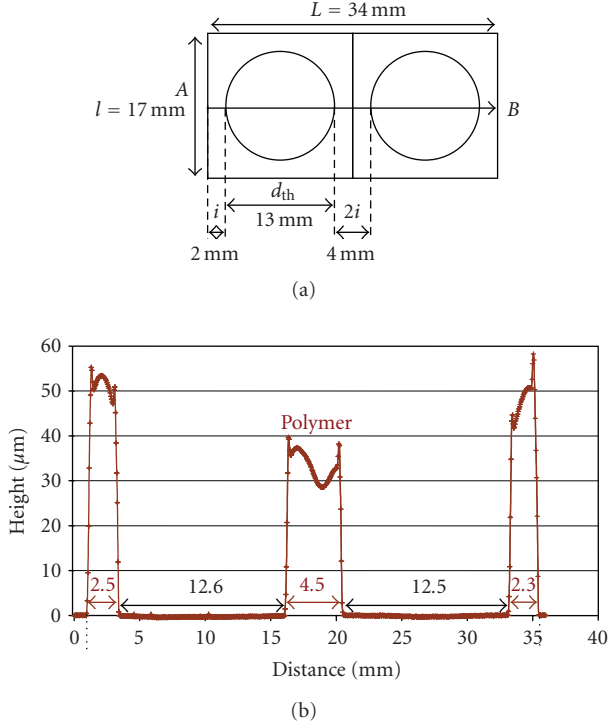 L = 34 mm
A
l = 17 mm
B
d_th
i
13 mm
2i
2 mm
4 mm
(a)
60
50
40
30
20
10
0
Height (µm)
Polymer
2.5
12.6
4.5
12.5
2.3
0
5
10
15
20
25
30
35
40
Distance (mm)
(b)